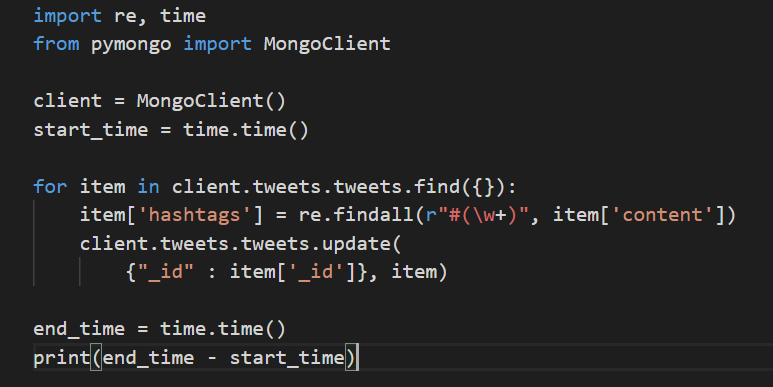 import re, time
from pymongo import MongoClient
client = MongoClient()
start_time = time.time()
for item in client.tweets.tweets.find({}):
item['hashtags'] = re.findall(r"#(\w+)", item['content'])
client.tweets.tweets.update(
{"_id" : item['_id']}, item)
end_time = time.time()
print(end_time - start_time)